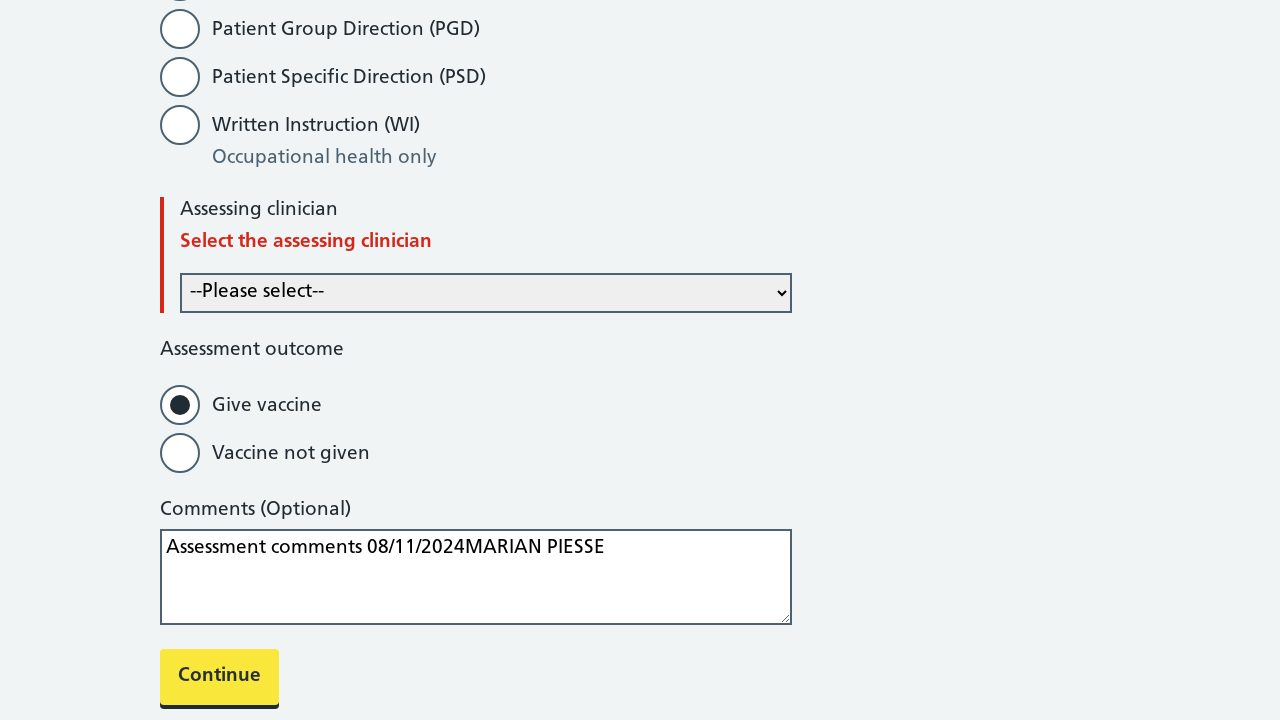 Patient Group Direction (PGD)
Patient Specific Direction (PSD)
Written Instruction (WI)
Occupational health only
Assessing clinician
Select the assessing clinician
--Please select--
Assessment outcome
Give vaccine
Vaccine not given
Comments (Optional)
Assessment comments 08/11/2024MARIAN PIESSE
Continue